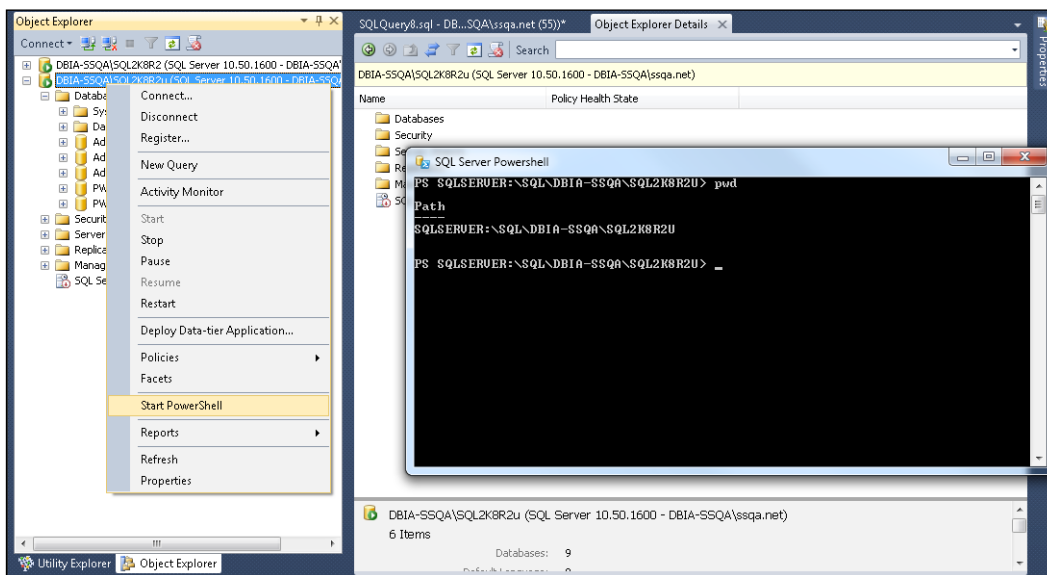 Object Explorer
Connect
DBIA-SSQA\SQL2K8R2 (SQL Server 10.50.1600 - DBIA-SSQA'
DBIA-SSQA\SQL2K8R2u (SQL Server 10.50.1600 - DBIA-SSQA
Databa
Sys
Da
Ad
Ad
Ad
PW
PW
Securit
Server
Replica
Manag
SQL Se
Connect...
Disconnect
Register...
New Query
Activity Monitor
Start
Stop
Pause
Resume
Restart
Deploy Data-tier Application...
Policies
Facets
Start PowerShell
Reports
Refresh
Properties
Utility Explorer
Object Explorer
SQLQuery8.sql - DB...SQA\ssqa.net (55))*
Object Explorer Details
Search
DBIA-SSQA\SQL2K8R2u (SQL Server 10.50.1600 - DBIA-SSQA\ssqa.net)
Name Policy Health State
Databases
Security
Se
Re
Ma
SQ
SQL Server Powershell
PS SQLSERVER:\SQL\DBIA-SSQA\SQL2K8R2U> pwd
Path
----
SQLSERVER:\SQL\DBIA-SSQA\SQL2K8R2U
PS SQLSERVER:\SQL\DBIA-SSQA\SQL2K8R2U> _
DBIA-SSQA\SQL2K8R2u (SQL Server 10.50.1600 - DBIA-SSQA\ssqa.net)
6 Items
Databases: 9
Properties